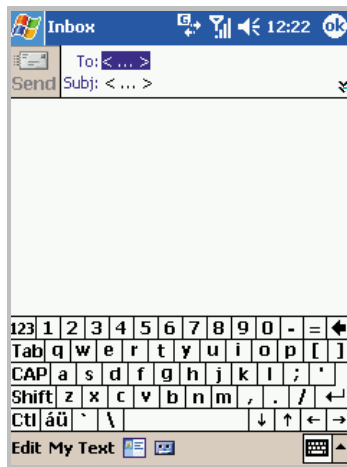 Inbox G 12:22 ok
To: < ... >
Send Subj: < ... >
123 1 2 3 4 5 6 7 8 9 0 - =
Tab q w e r t y u i o p [ ]
CAP a s d f g h j k l ; '
Shift z x c v b n m , . /
Ctl áü ` \ ↓ ↑ ← →
Edit My Text